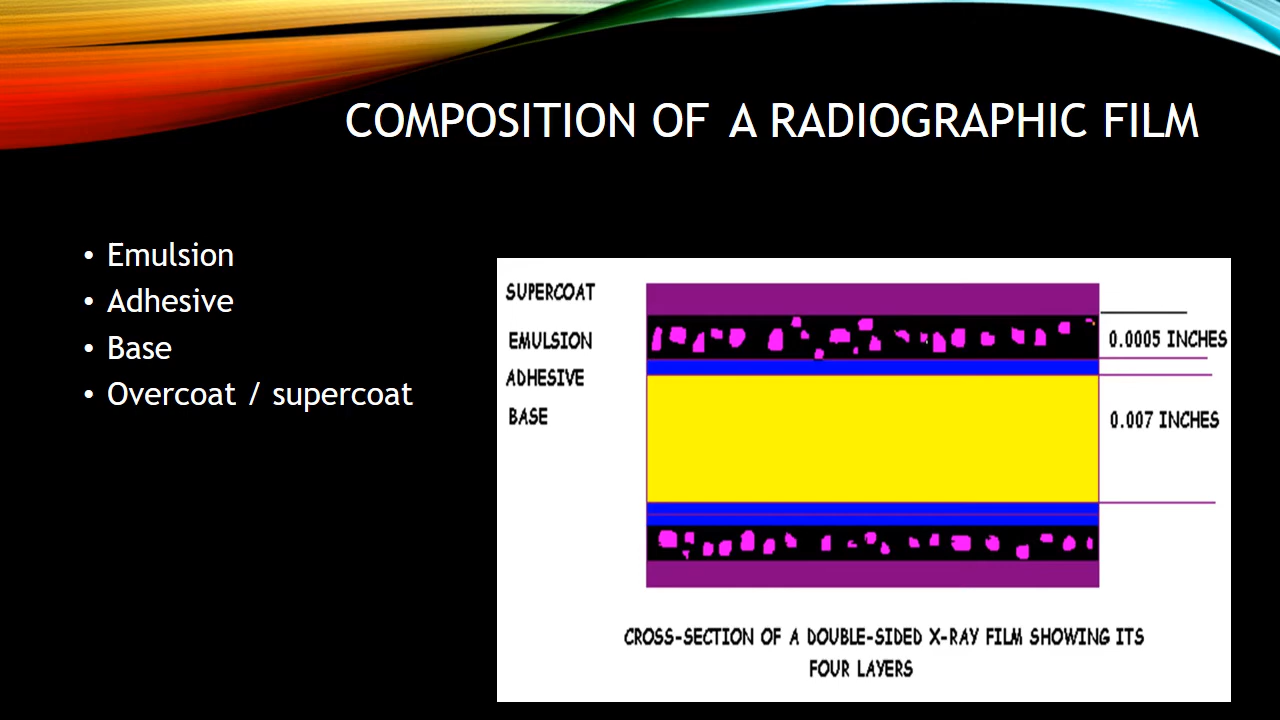 COMPOSITION OF A RADIOGRAPHIC FILM
• Emulsion
• Adhesive
• Base
• Overcoat / supercoat
SUPERCOAT
EMULSION
0.0005 INCHES
ADHESIVE
BASE
0.007 INCHES
CROSS-SECTION OF A DOUBLE-SIDED X-RAY FILM SHOWING ITS
FOUR LAYERS